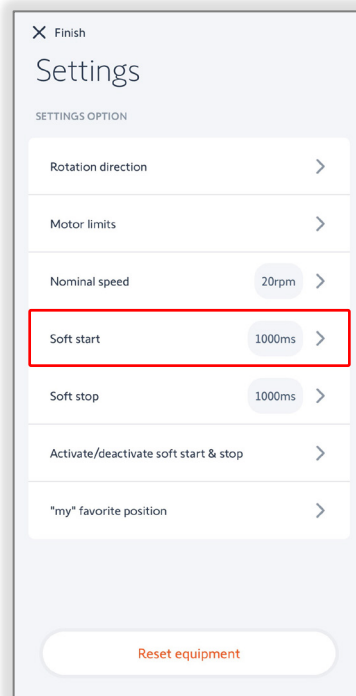 Finish
Settings
SETTINGS OPTION
Rotation direction
Motor limits
Nominal speed 20rpm
Soft start 1000ms
Soft stop 1000ms
Activate/deactivate soft start & stop
"my" favorite position
Reset equipment